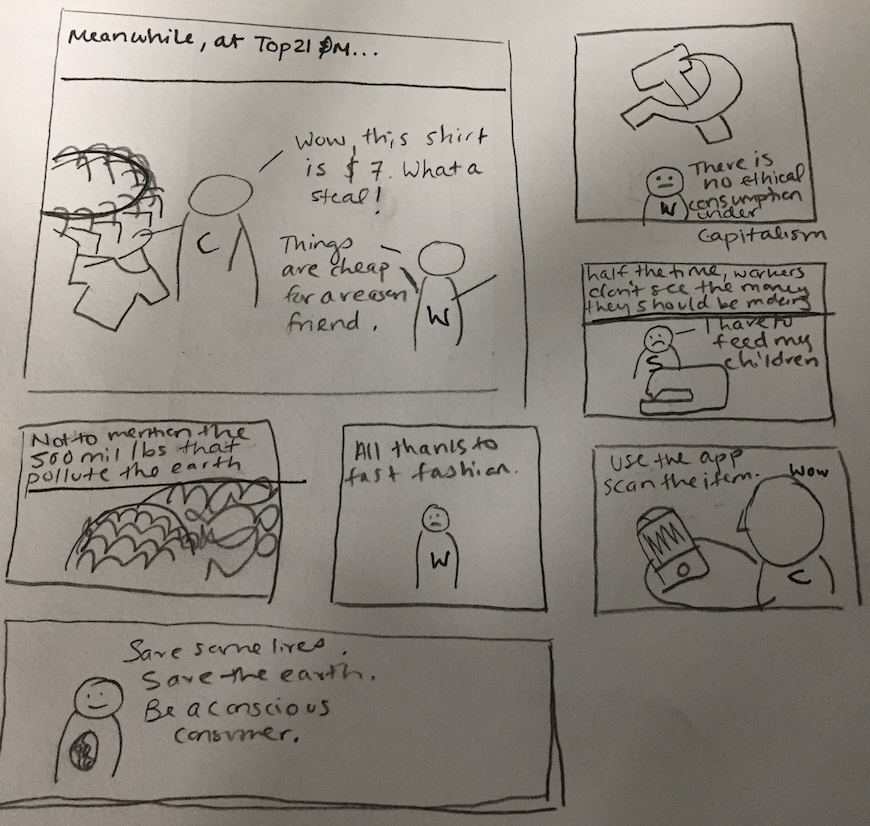 Meanwhile, at Top21 $M...
Wow, this shirt
is $7. What a
steal!
C
Things
are cheap
for a reason
friend.
W
There is
no ethical
consumption
under
Capitalism
W
half the time, workers
don't see the money
they should be making
I have to
feed my
children
S
Not to mention the
500 mil lbs that
pollute the earth
All thanks to
fast fashion.
W
Use the app
scan the item.
Wow
C
Save some lives.
Save the earth.
Be a conscious
consumer.